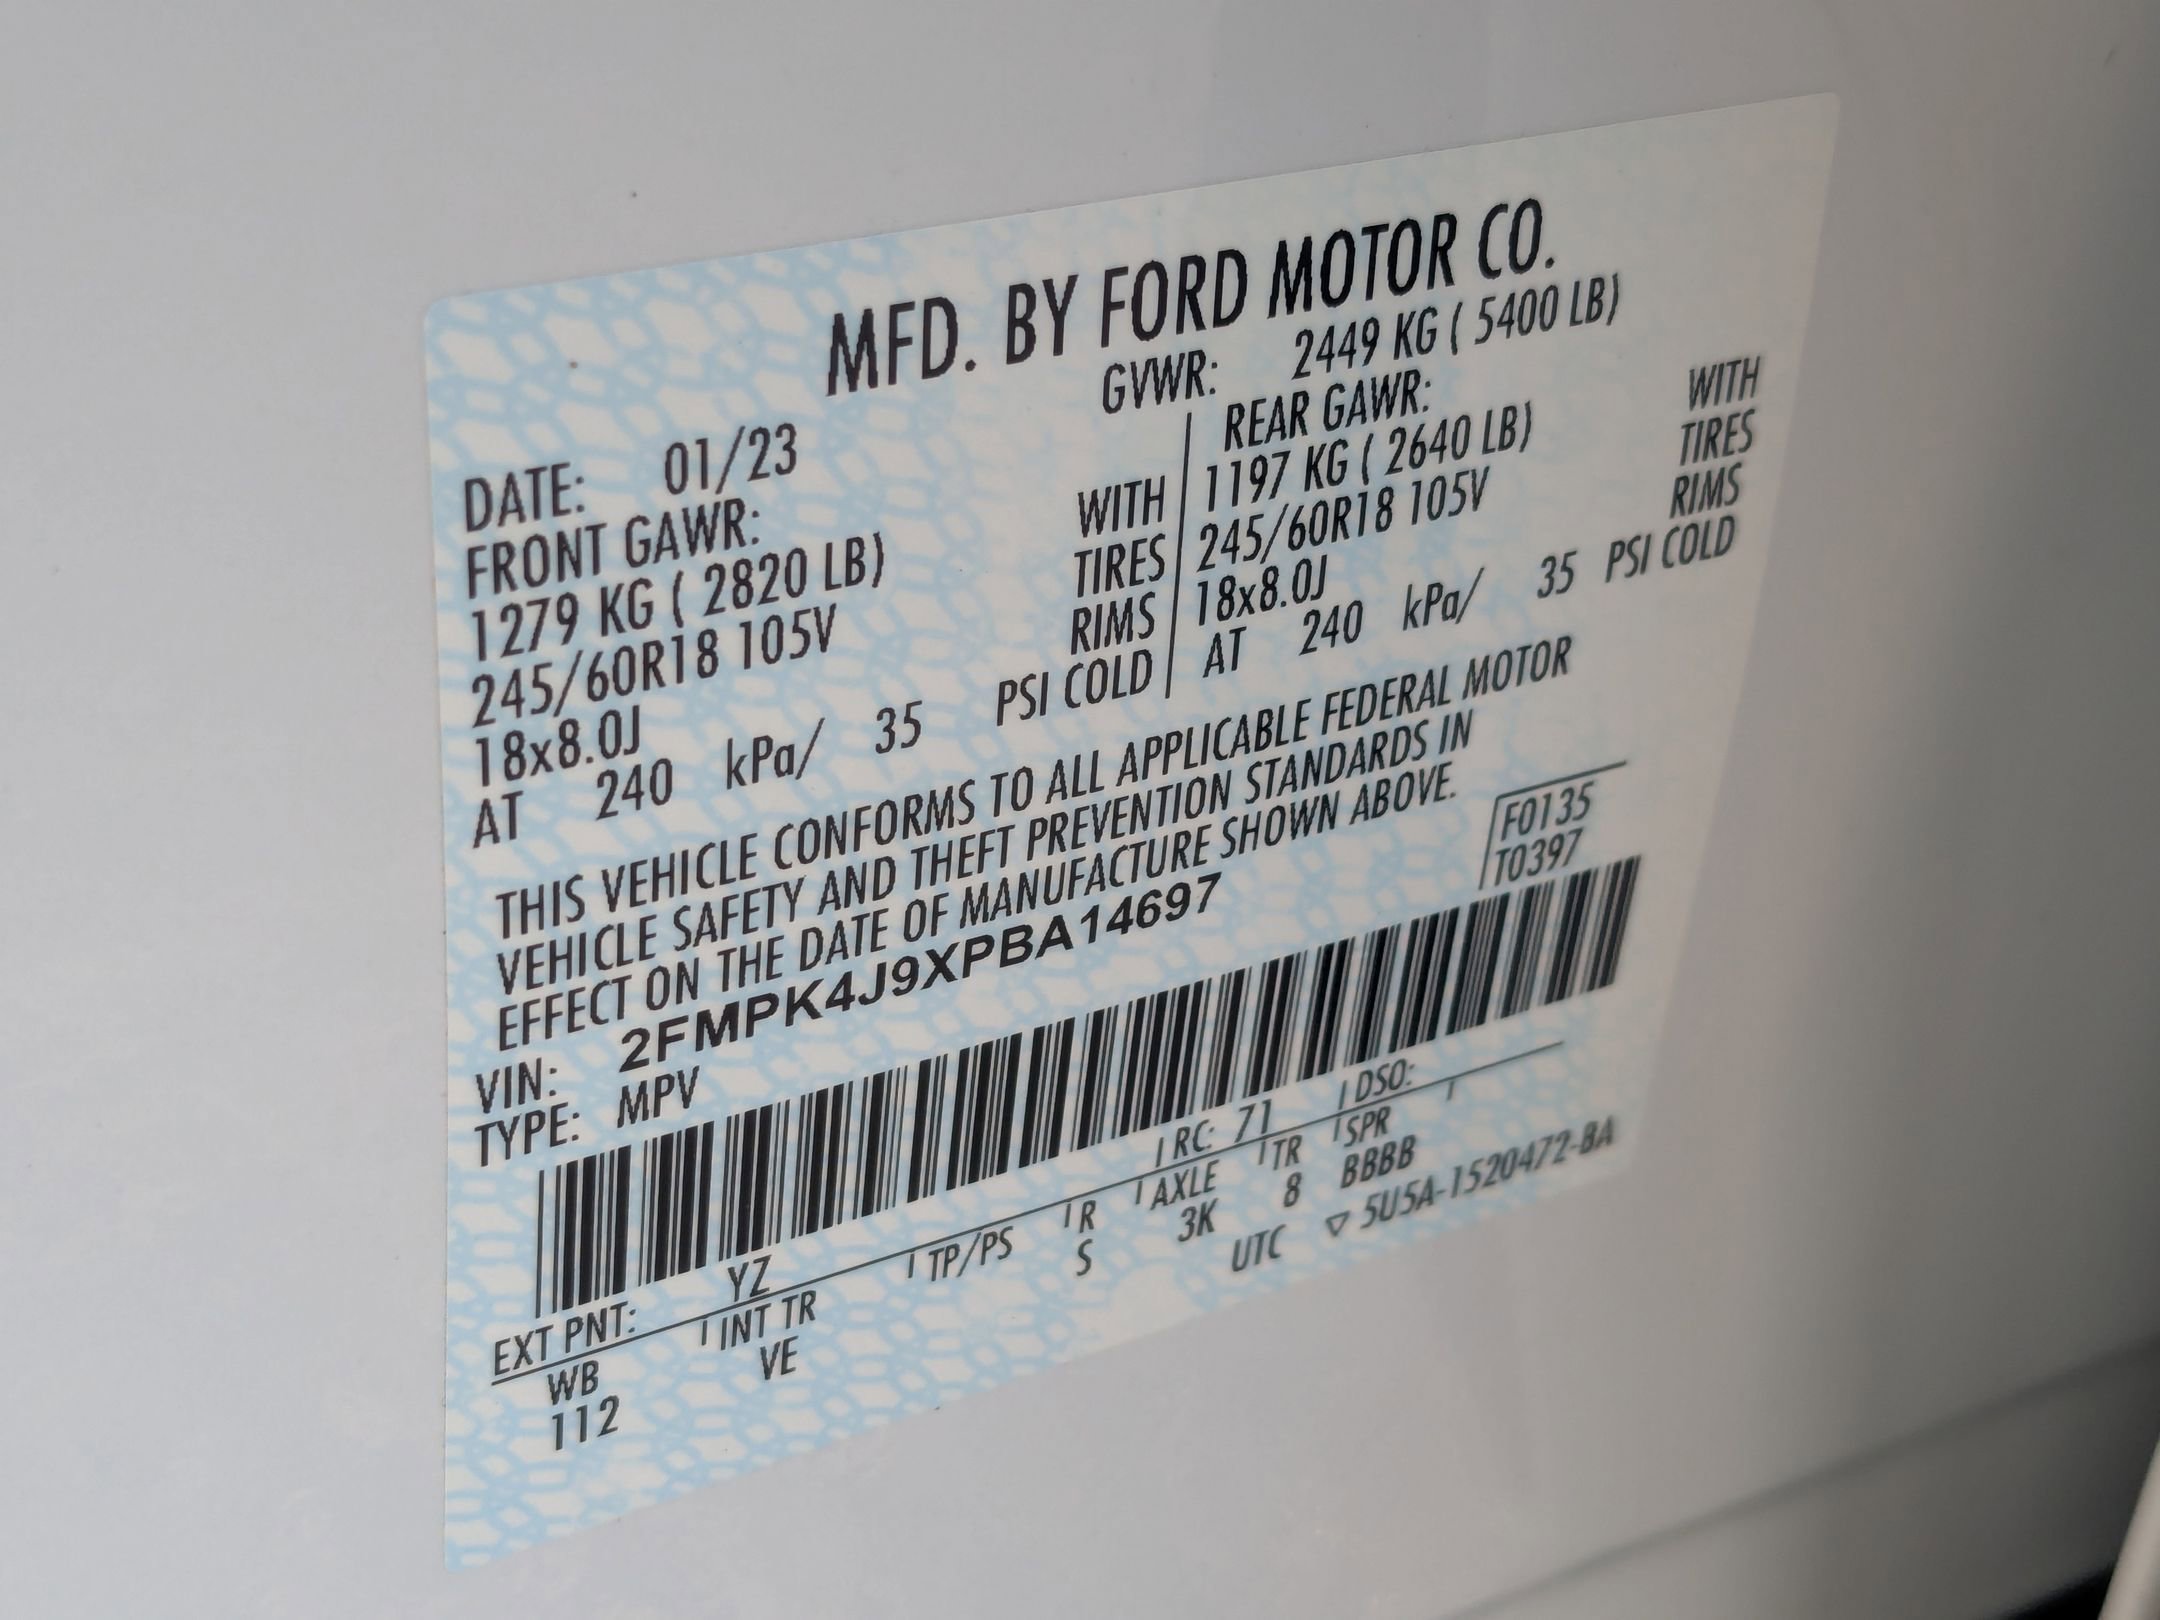 MFD. BY FORD MOTOR CO.
DATE: 01/23 GVWR: 2449 KG ( 5400 LB)
FRONT GAWR: REAR GAWR:
1279 KG ( 2820 LB) WITH 1197 KG ( 2640 LB) WITH
245/60R18 105V TIRES 245/60R18 105V TIRES
18x8.0J RIMS 18x8.0J RIMS
AT 240 kPa/ 35 PSI COLD AT 240 kPa/ 35 PSI COLD
THIS VEHICLE CONFORMS TO ALL APPLICABLE FEDERAL MOTOR
VEHICLE SAFETY AND THEFT PREVENTION STANDARDS IN
EFFECT ON THE DATE OF MANUFACTURE SHOWN ABOVE.
F0135
T0397
VIN: 2FMPK4J9XPBA14697
TYPE: MPV
EXT PNT: YZ RC: 71 DSO:
WB INT TR TP/PS R AXLE TR SPR
112 VE S 3K 8 BBBB
UTC ▽ 5U5A-1520472-BA